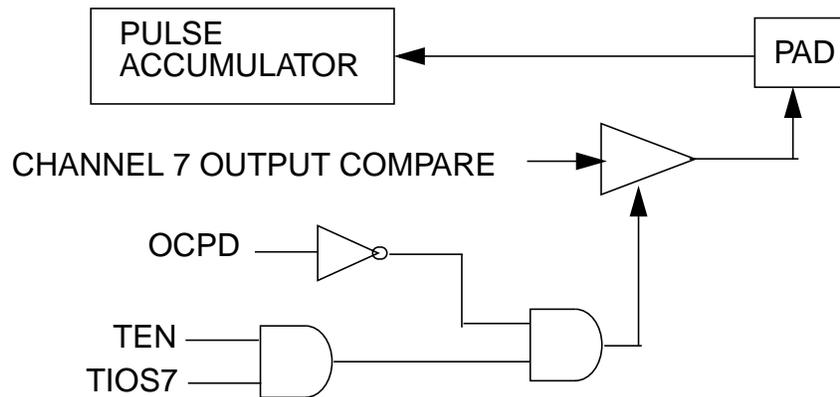 PULSE
ACCUMULATOR
PAD
CHANNEL 7 OUTPUT COMPARE
OCPD
TEN
TIOS7